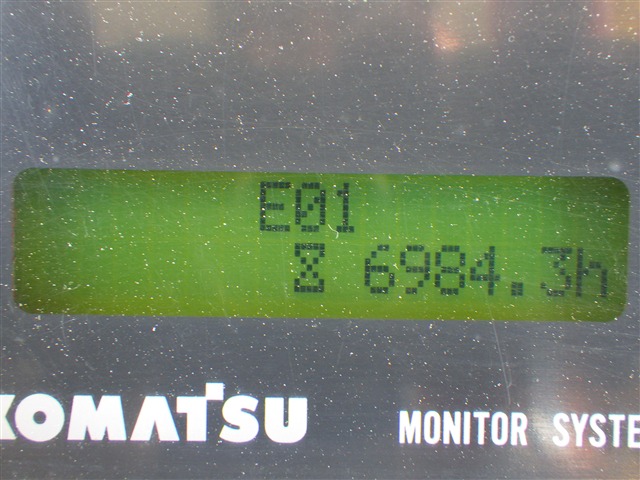 E01
⌛ 6984.3h
KOMATSU
MONITOR SYSTE